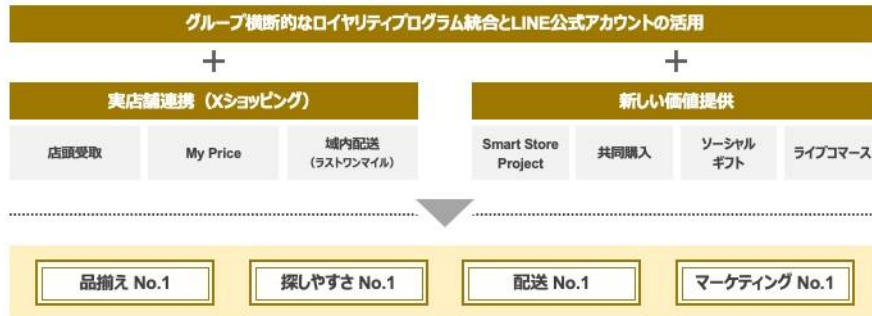 グループ横断的なロイヤリティプログラム統合とLINE公式アカウントの活用
+ +
実店舗連携（Xショッピング） 新しい価値提供
店頭受取 My Price 域内配送
（ラストワンマイル）
Smart Store
Project
共同購入 ソーシャル
ギフト
ライブコマース
品揃え No.1 探しやすさ No.1 配送 No.1 マーケティング No.1